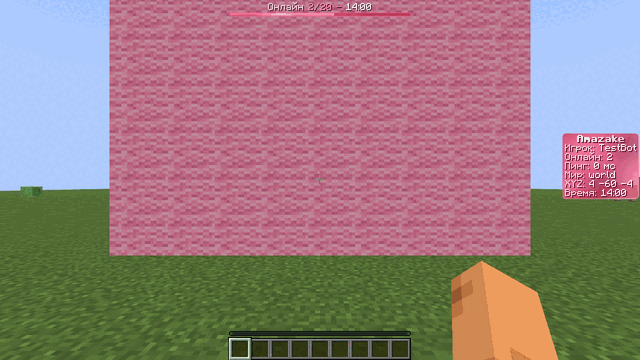 Онлайн 2/20 - 14:00
Amazake
Игрок: TestBot
Онлайн: 2
Пинг: 0 мс
Мир: world
XYZ: 4 -60 -4
Время: 14:00